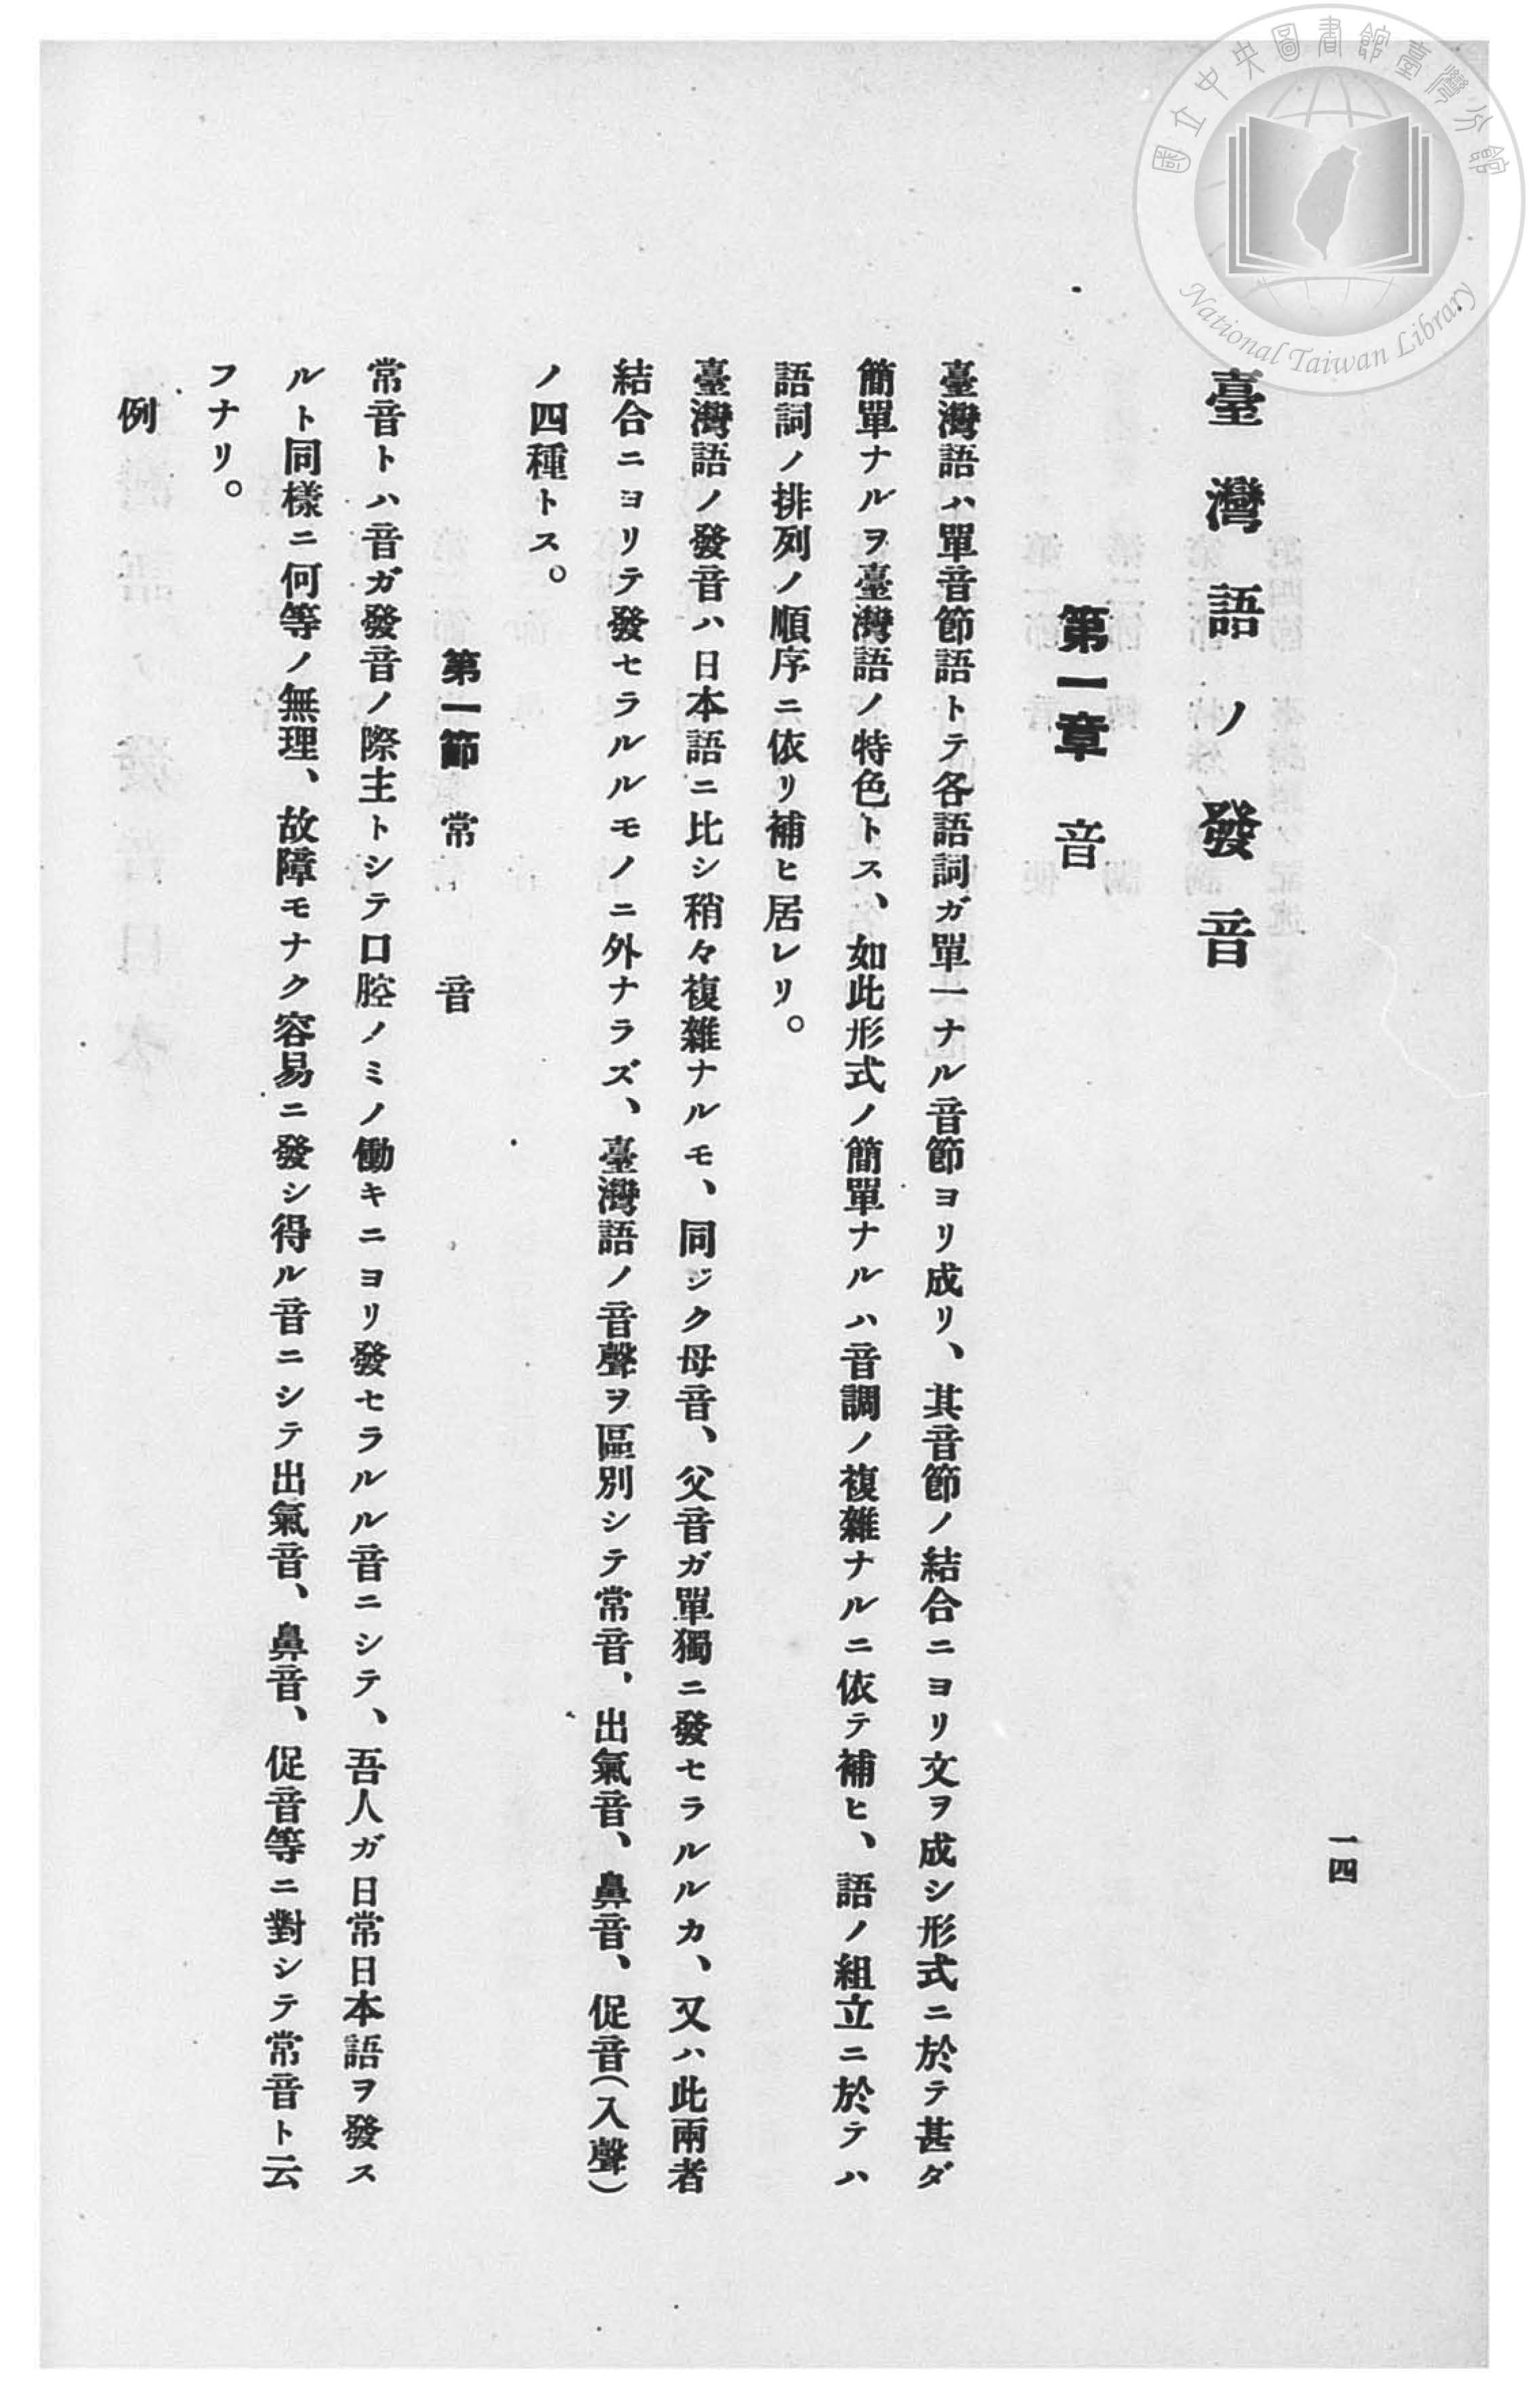 國立中央圖書館臺灣分館
National Taiwan Library
一四
臺灣語ノ發音
第一章 音
臺灣語ハ單音節語トテ各語詞ガ單一ナル音節ヨリ成リ、其音節ノ結合ニヨリ文ヲ成シ形式ニ於テ甚ダ
簡單ナルヲ臺灣語ノ特色トス、如此形式ノ簡單ナルハ音調ノ複雜ナルニ依テ補ヒ、語ノ組立ニ於テハ
語詞ノ排列ノ順序ニ依リ補ヒ居レリ。
臺灣語ノ發音ハ日本語ニ比シ稍々複雜ナルモ、同ジク母音、父音ガ單獨ニ發セラルルカ、又ハ此兩者
結合ニヨリテ發セラルルモノニ外ナラズ、臺灣語ノ音聲ヲ區別シテ常音、出氣音、鼻音、促音(入聲)
ノ四種トス。
第一節 常音
常音トハ音ガ發音ノ際主トシテ口腔ノミノ働キニヨリ發セラルル音ニシテ、吾人ガ日常日本語ヲ發ス
ルト同樣ニ何等ノ無理、故障モナク容易ニ發シ得ル音ニシテ出氣音、鼻音、促音等ニ對シテ常音ト云
フナリ。
例